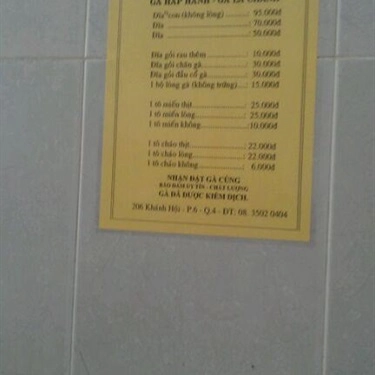 GÀ HẤP HÀNH - GÀ TA
Dĩa con (không lòng) ........: 95.000đ
Dĩa ........: 70.000đ
Dĩa ........: 50.000đ
Dĩa gỏi rau thêm ........: 10.000đ
Dĩa gỏi chân gà ........: 30.000đ
Dĩa gỏi đầu cổ gà ........: 30.000đ
1 bộ lòng gà (không trứng) ....: 15.000đ
1 tô miến thịt ........: 25.000đ
1 tô miến lòng ........: 25.000đ
1 tô miến không ........: 10.000đ
1 tô cháo thịt ........: 22.000đ
1 tô cháo lòng ........: 22.000đ
1 tô cháo không ........: 6.000đ
NHẬN ĐẶT GÀ CÚNG
BẢO ĐẢM UY TÍN - CHẤT LƯỢNG
GÀ ĐÃ ĐƯỢC KIỂM DỊCH.
206 Khánh Hội - P.6 - Q.4 - ĐT: 08. 3502 0404